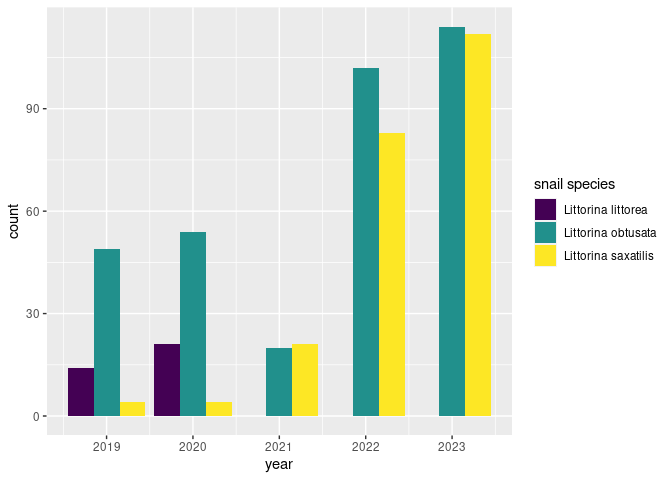 count
90
60
30
0
2019 2020 2021 2022 2023
year
snail species
Littorina littorea
Littorina obtusata
Littorina saxatilis